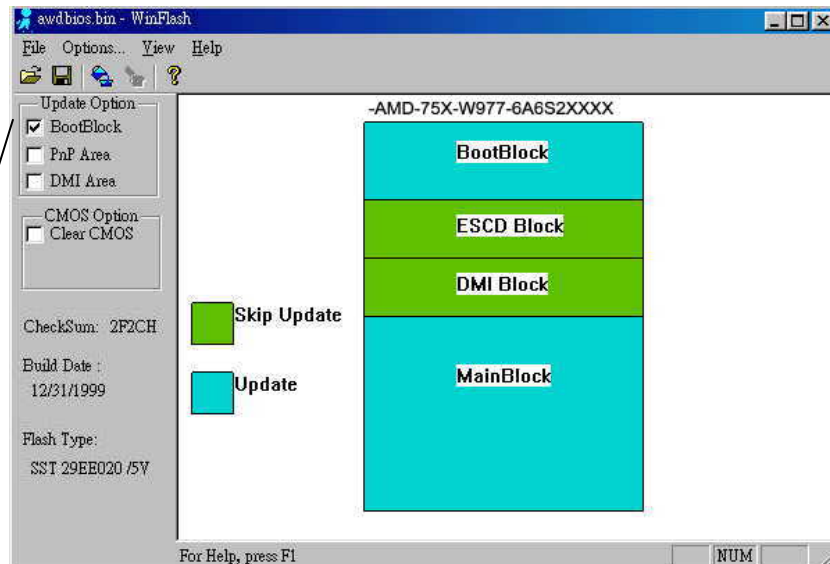 awdbios.bin - WinFlash
File Options... View Help
Update Option
BootBlock
PnP Area
DMI Area
CMOS Option
Clear CMOS
CheckSum: 2F2CH
Build Date :
12/31/1999
Flash Type:
SST 29EE020 /5V
-AMD-75X-W977-6A6S2XXXX
BootBlock
ESCD Block
DMI Block
MainBlock
Skip Update
Update
For Help, press F1
NUM